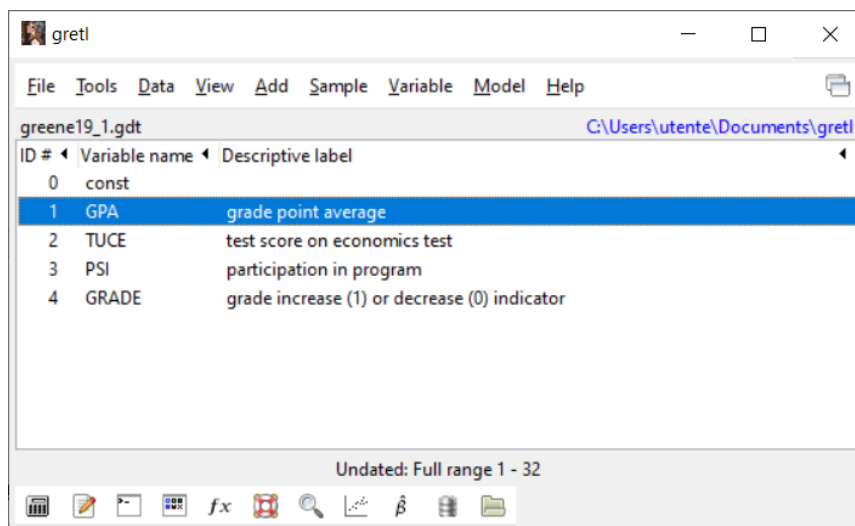 gretl
File Tools Data View Add Sample Variable Model Help
greene19_1.gdt C:\Users\utente\Documents\gretl
ID # Variable name Descriptive label
0 const
1 GPA grade point average
2 TUCE test score on economics test
3 PSI participation in program
4 GRADE grade increase (1) or decrease (0) indicator
Undated: Full range 1 - 32
fx β̂